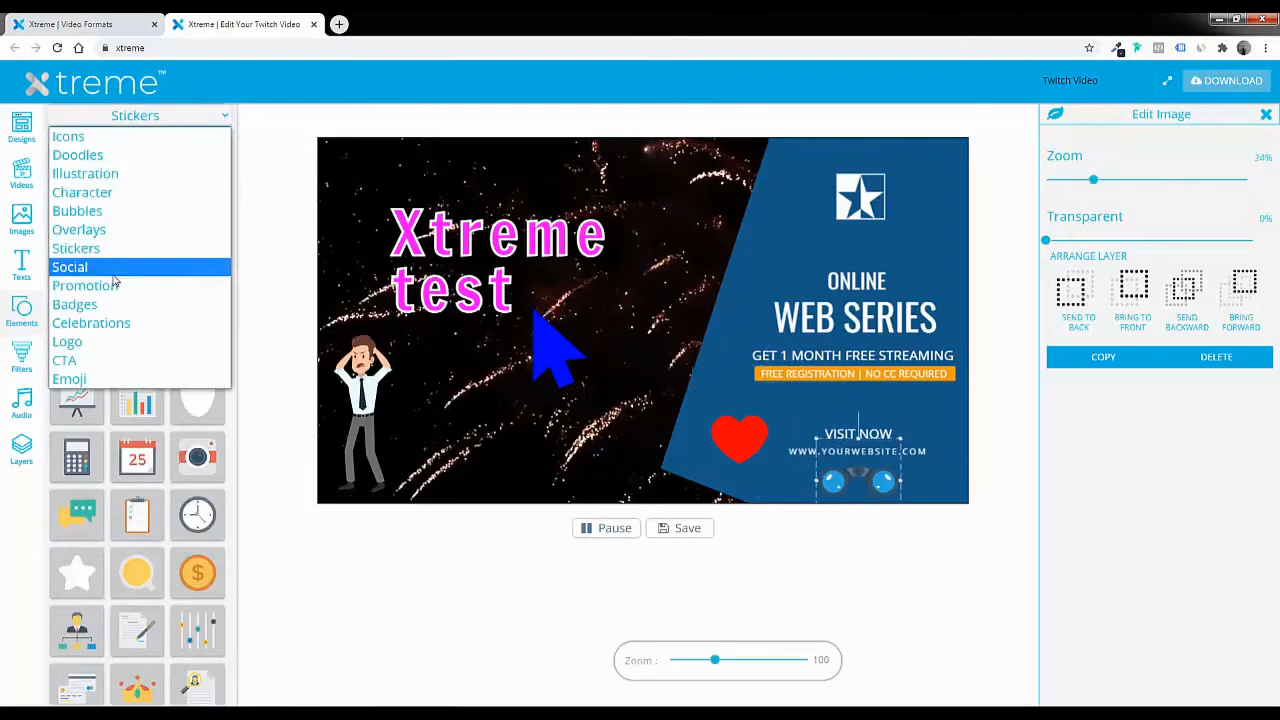 Xtreme | Video Formats
Xtreme | Edit Your Twitch Video
xtreme
Xtreme™
Twitch Video
DOWNLOAD
Designs
Videos
Images
Texts
Elements
Filters
Audio
Layers
Stickers
Icons
Doodles
Illustration
Character
Bubbles
Overlays
Stickers
Social
Promotion
Badges
Celebrations
Logo
CTA
Emoji
25
$
Xtreme
test
ONLINE
WEB SERIES
GET 1 MONTH FREE STREAMING
FREE REGISTRATION | NO CC REQUIRED
VISIT NOW
WWW.YOURWEBSITE.COM
Pause
Save
Zoom :
100
Edit Image
Zoom
24%
Transparent
0%
ARRANGE LAYER
SEND TO BACK
BRING TO FRONT
SEND BACKWARD
BRING FORWARD
COPY
DELETE